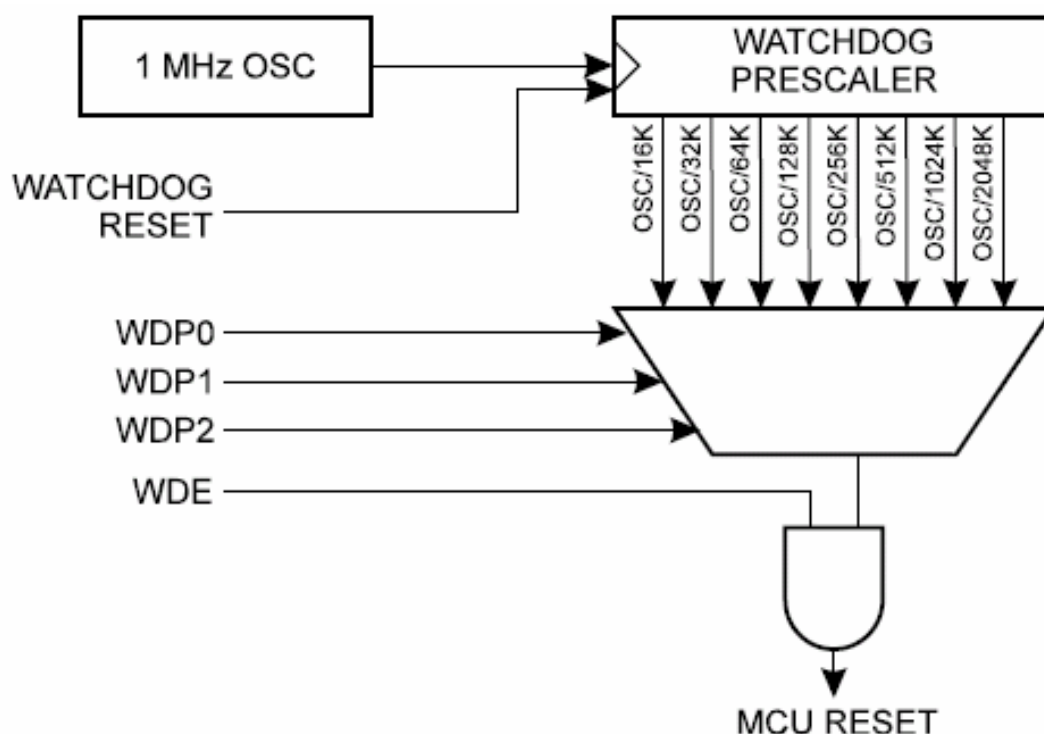 1 MHz OSC
WATCHDOG
PRESCALER
OSC/16K
OSC/32K
OSC/64K
OSC/128K
OSC/256K
OSC/512K
OSC/1024K
OSC/2048K
WATCHDOG
RESET
WDP0
WDP1
WDP2
WDE
MCU RESET